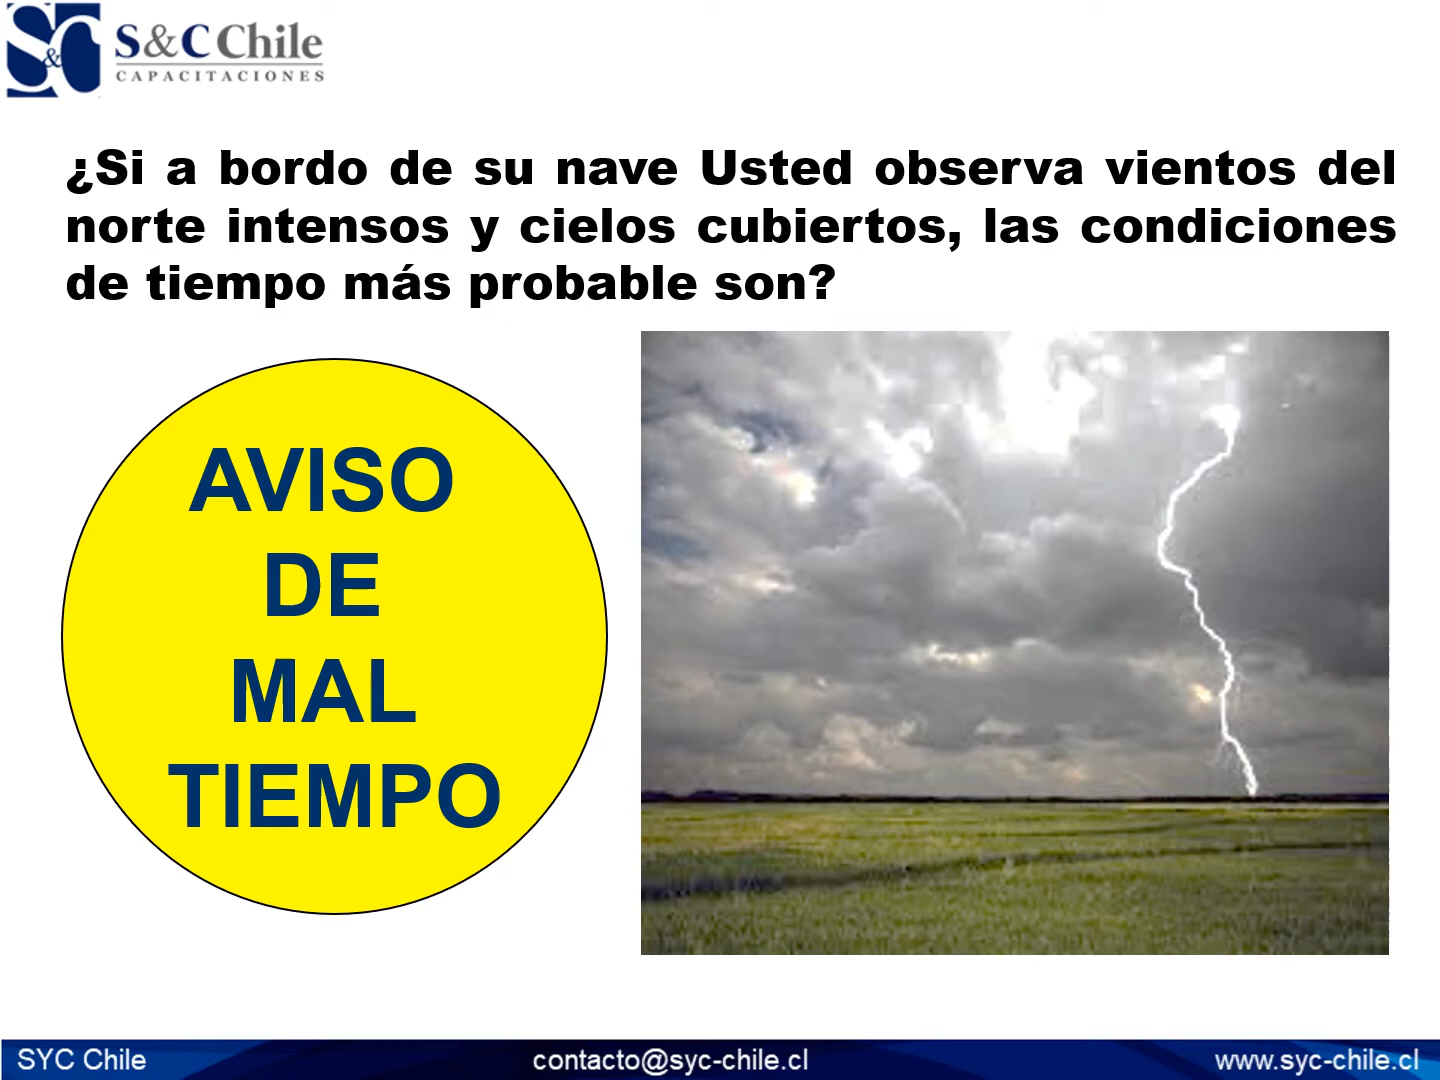 S&C Chile
CAPACITACIONES
¿Si a bordo de su nave Usted observa vientos del
norte intensos y cielos cubiertos, las condiciones
de tiempo más probable son?
AVISO
DE
MAL
TIEMPO
SYC Chile contacto@syc-chile.cl www.syc-chile.cl